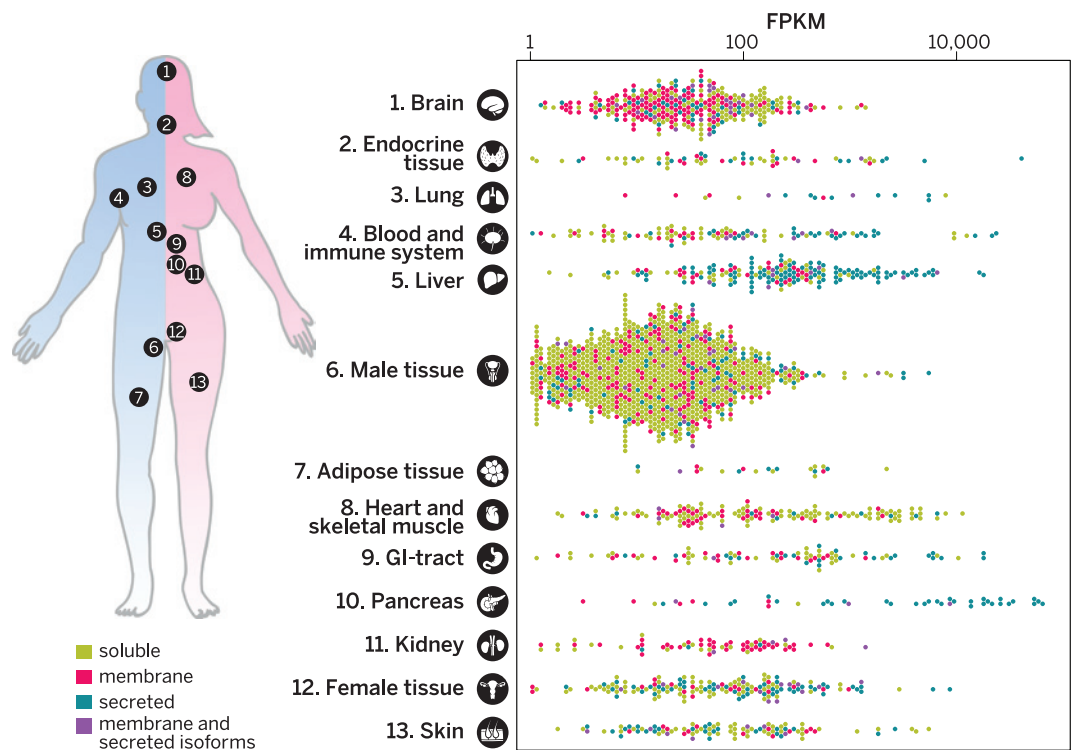 FPKM
1 100 10,000
1
2
3
8
4
5
9
10
11
12
6
13
7
1. Brain
2. Endocrine
tissue
3. Lung
4. Blood and
immune system
5. Liver
6. Male tissue
7. Adipose tissue
8. Heart and
skeletal muscle
9. GI-tract
10. Pancreas
11. Kidney
12. Female tissue
13. Skin
soluble
membrane
secreted
membrane and
secreted isoforms